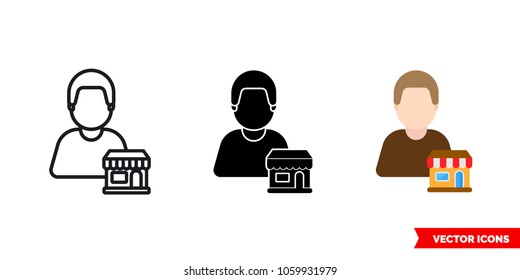 VECTOR ICONS
shutterstock.com · 1059931979